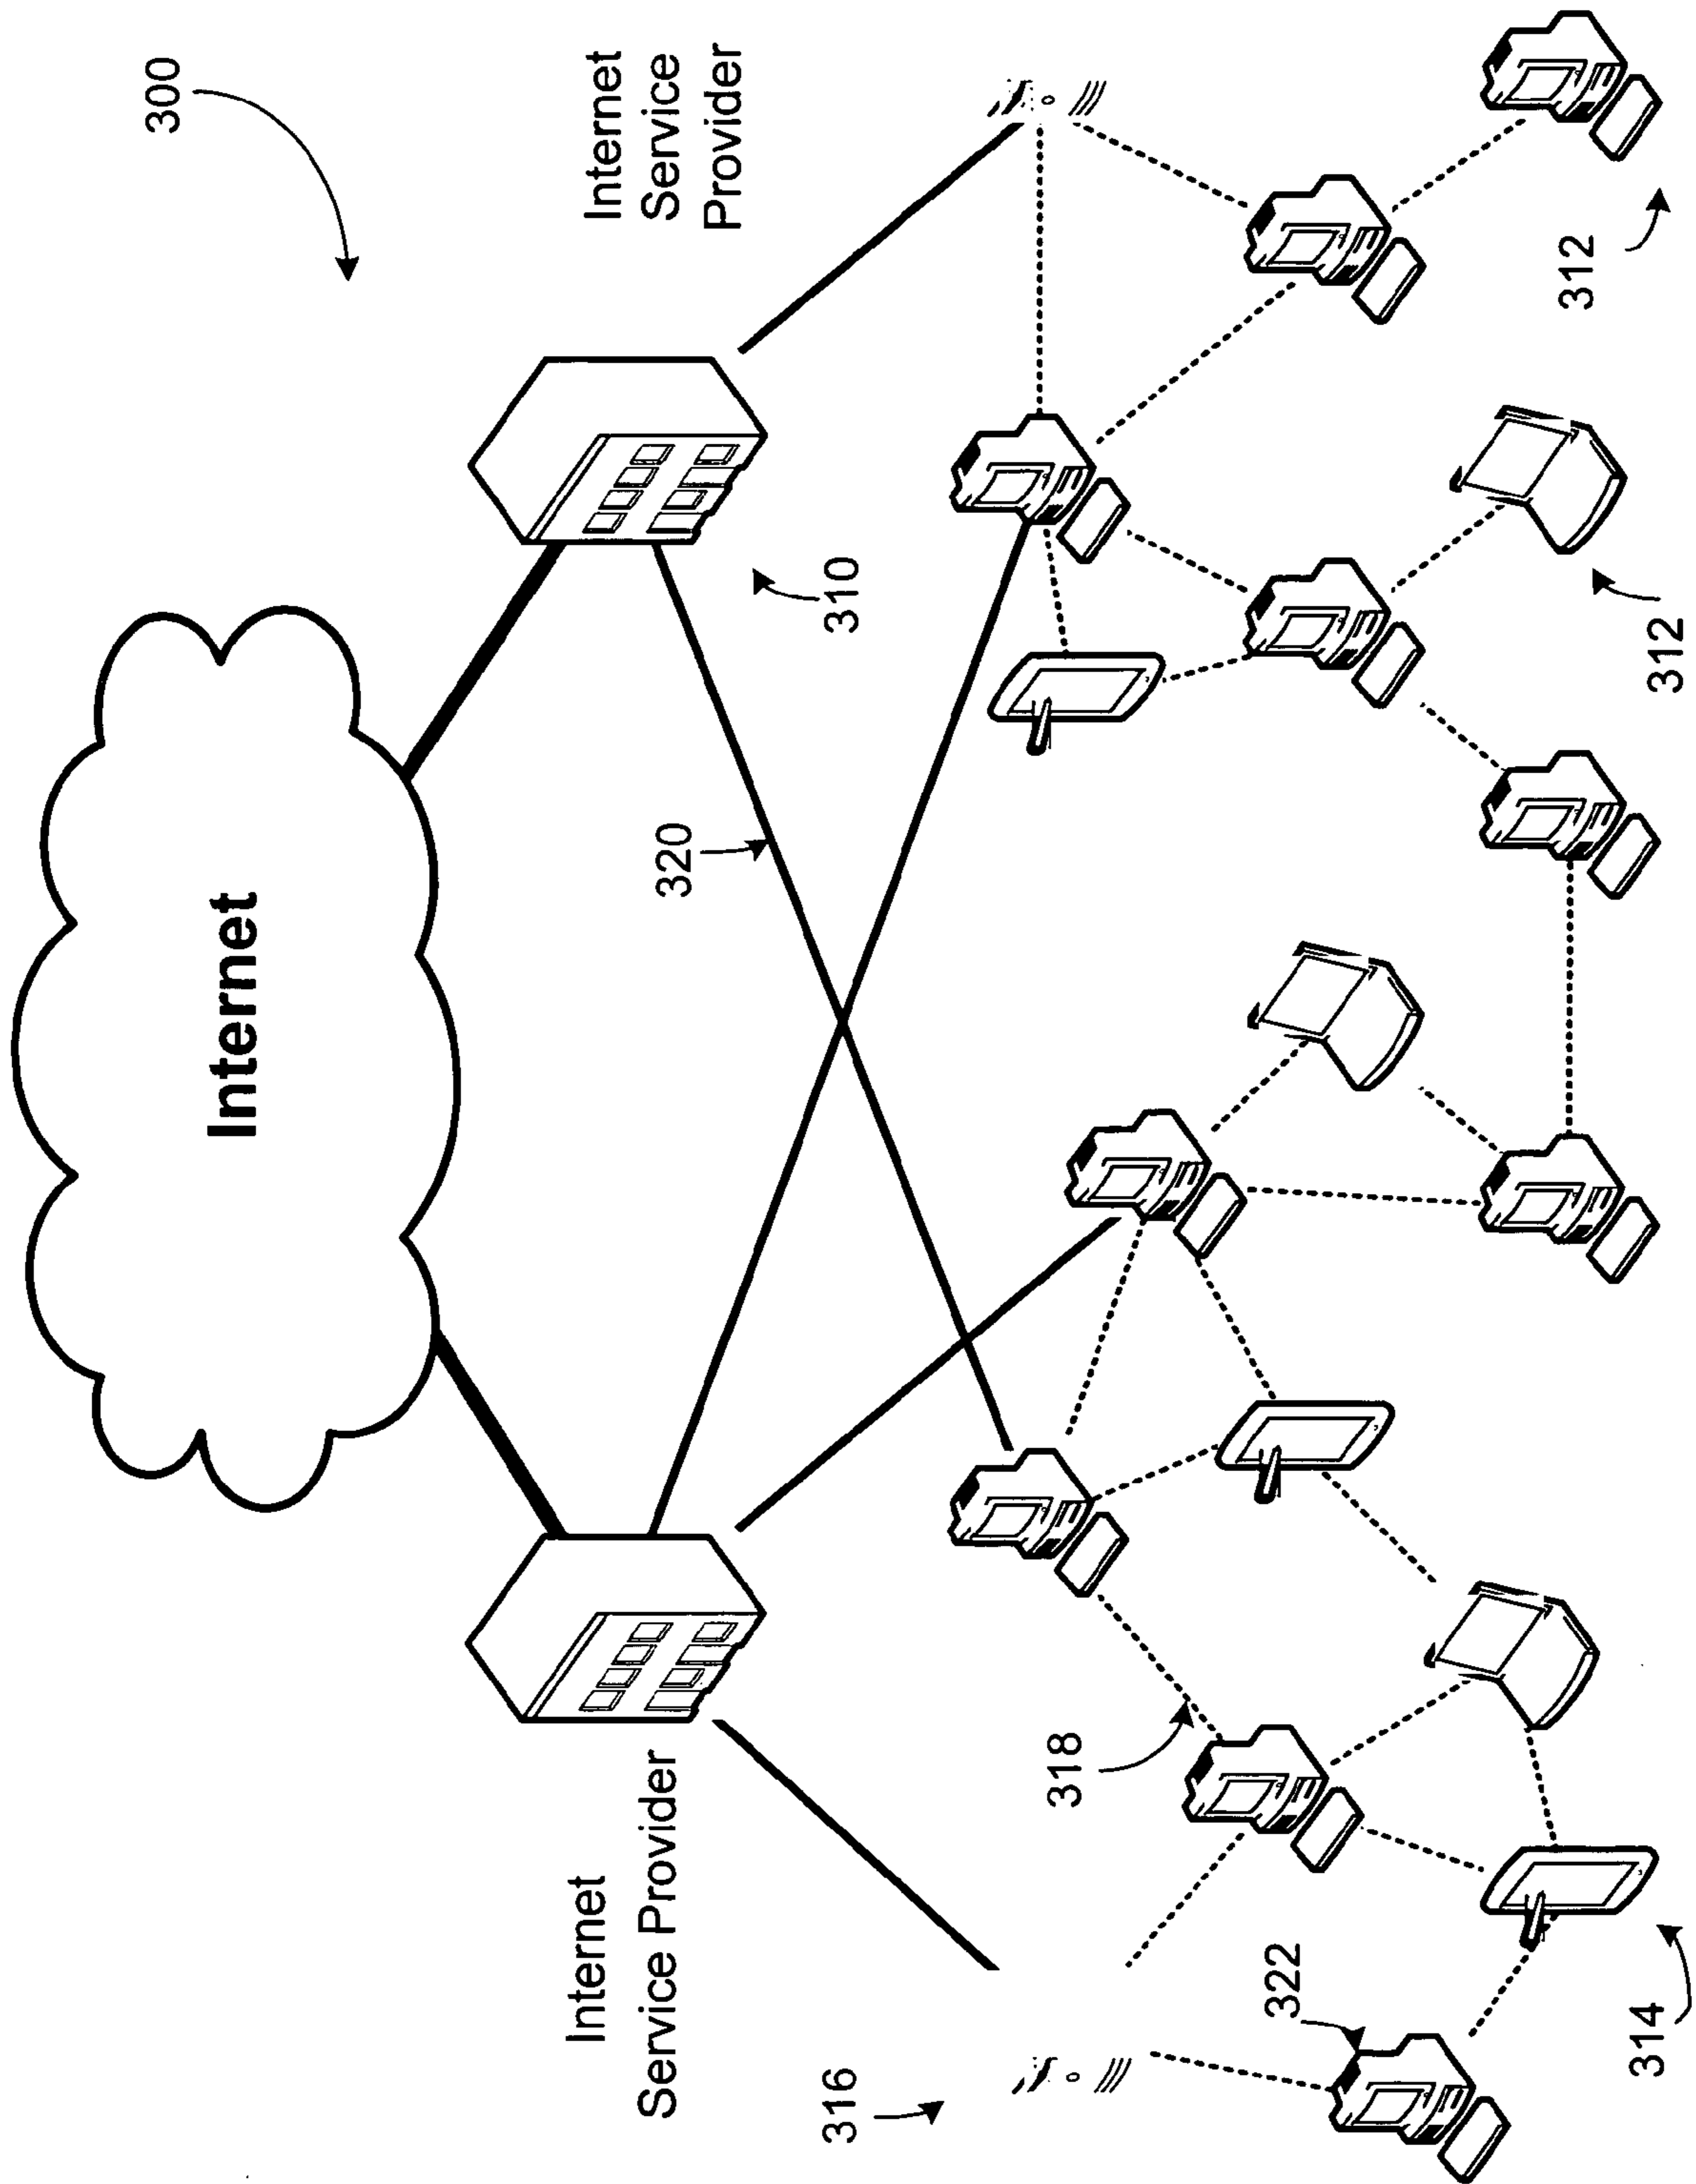 300
Internet
Internet
Service Provider
Internet
Service
Provider
320
316
310
318
322
312
314
312